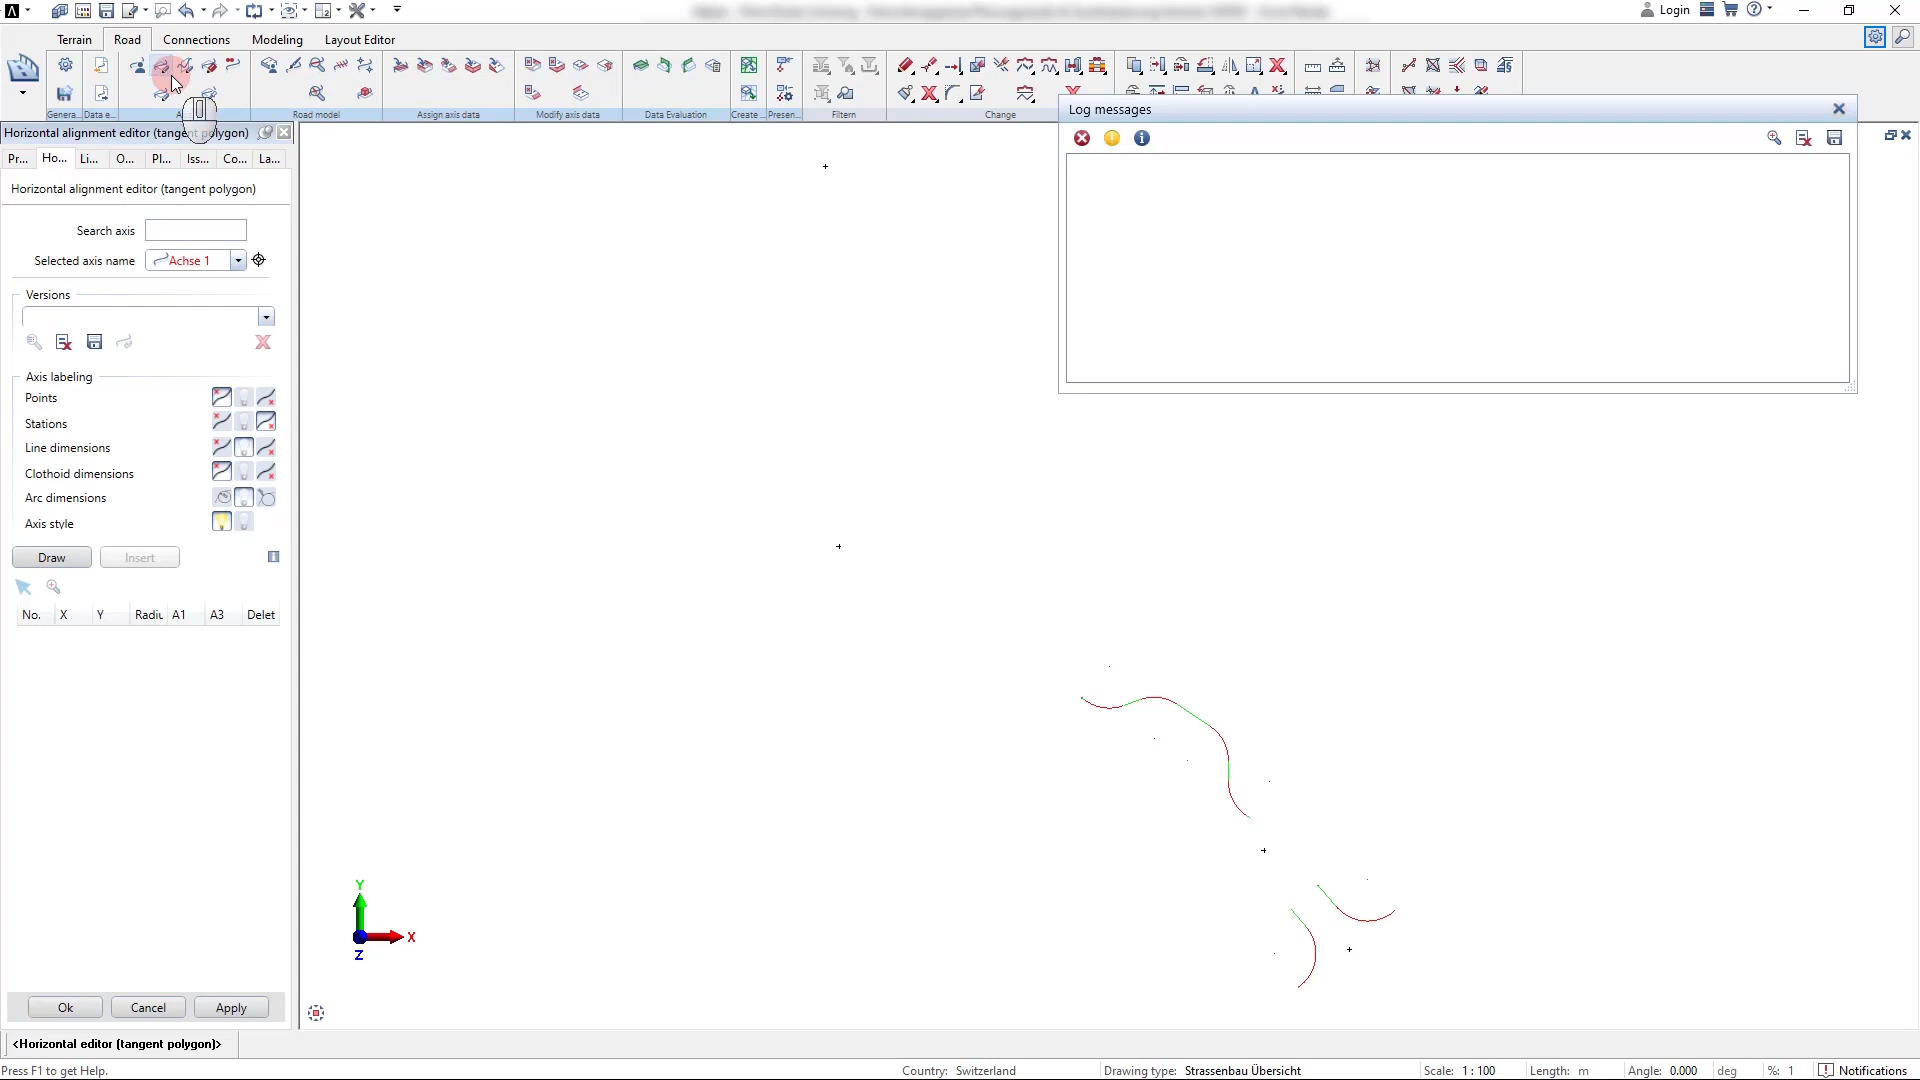 Login
Terrain
Road
Connections
Modeling
Layout Editor
Genera...
Data e...
Road model
Assign axis data
Modify axis data
Data Evaluation
Create ...
Presen...
Filtern
Change
Horizontal alignment editor (tangent polygon)
Pr...
Ho...
Li...
O...
Pl...
Iss...
Co...
La...
Horizontal alignment editor (tangent polygon)
Search axis
Selected axis name
Achse 1
Versions
Axis labeling
Points
Stations
Line dimensions
Clothoid dimensions
Arc dimensions
Axis style
Draw
Insert
No.
X
Y
Radiu
A1
A3
Delet
Ok
Cancel
Apply
Log messages
Y
X
Z
<Horizontal editor (tangent polygon)>
Press F1 to get Help.
Country: Switzerland
Drawing type: Strassenbau Übersicht
Scale: 1 : 100
Length: m
Angle: 0.000 deg
%: 1
Notifications